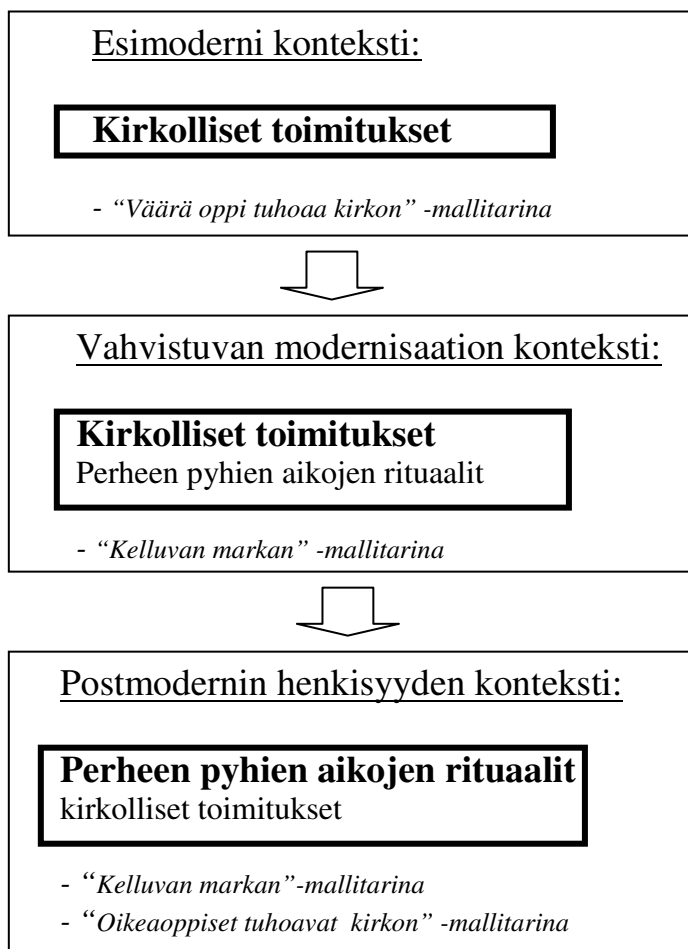 Esimoderni konteksti:
Kirkolliset toimitukset
- “Väärä oppi tuhoaa kirkon” -mallitarina
Vahvistuvan modernisaation konteksti:
Kirkolliset toimitukset
Perheen pyhien aikojen rituaalit
- “Kelluvan markan” -mallitarina
Postmodernin henkisyyden konteksti:
Perheen pyhien aikojen rituaalit
kirkolliset toimitukset
- “Kelluvan markan”-mallitarina
- “Oikeaoppiset tuhoavat kirkon” -mallitarina